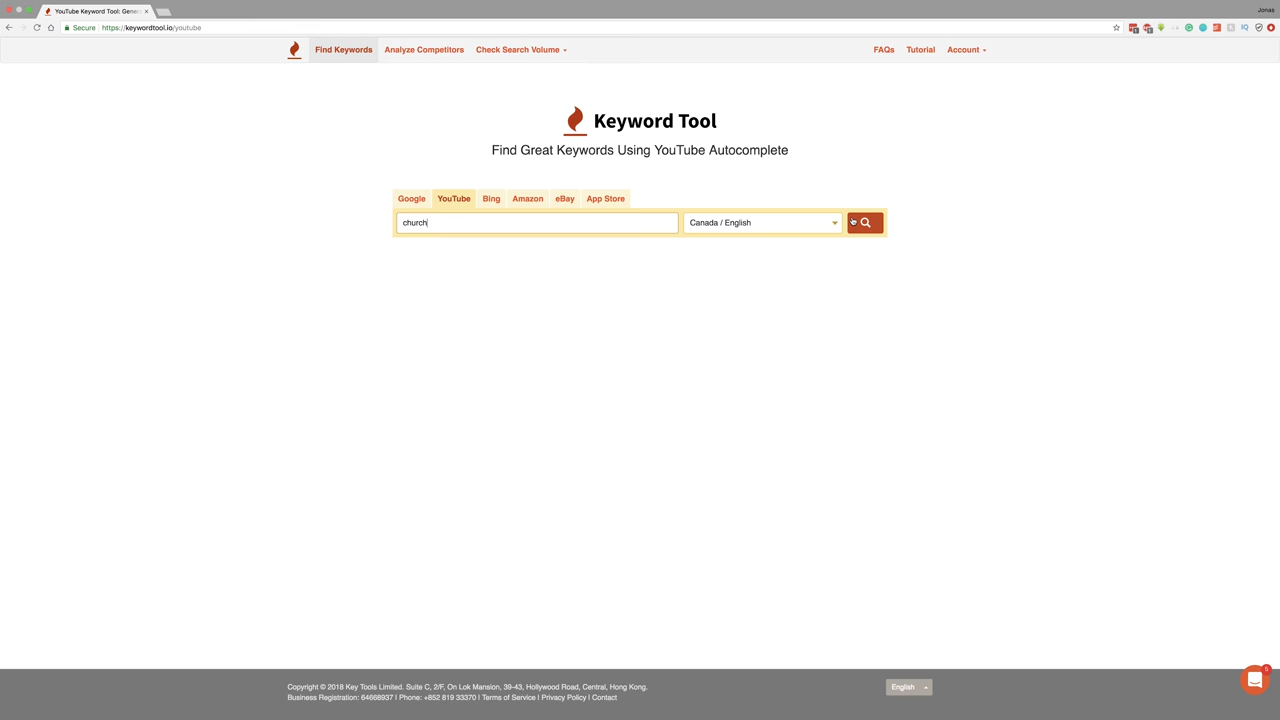 YouTube Keyword Tool: Gener
Jonas
Secure https://keywordtool.io/youtube
Find Keywords Analyze Competitors Check Search Volume FAQs Tutorial Account
Keyword Tool
Find Great Keywords Using YouTube Autocomplete
Google YouTube Bing Amazon eBay App Store
church Canada / English
Copyright © 2018 Key Tools Limited. Suite C, 2/F, On Lok Mansion, 39-43, Hollywood Road, Central, Hong Kong.
Business Registration: 64668937 | Phone: +852 819 33370 | Terms of Service | Privacy Policy | Contact
English
5